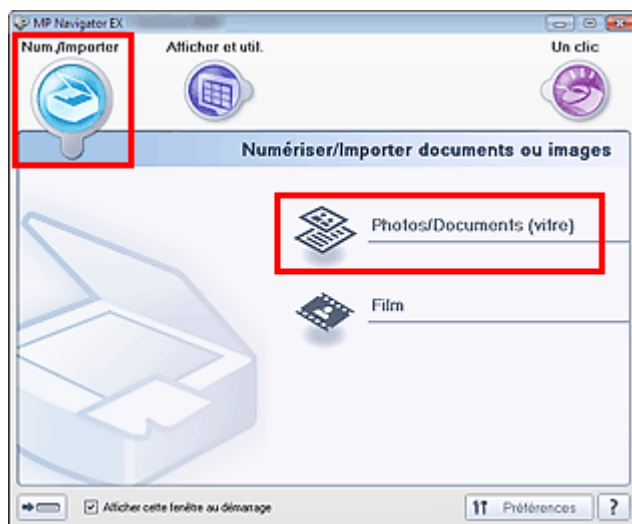 MP Navigator EX
Num./Importer
Afficher et util.
Un clic
Numériser/Importer documents ou images
Photos/Documents (vitre)
Film
Afficher cette fenêtre au démarrage
Préférences
?